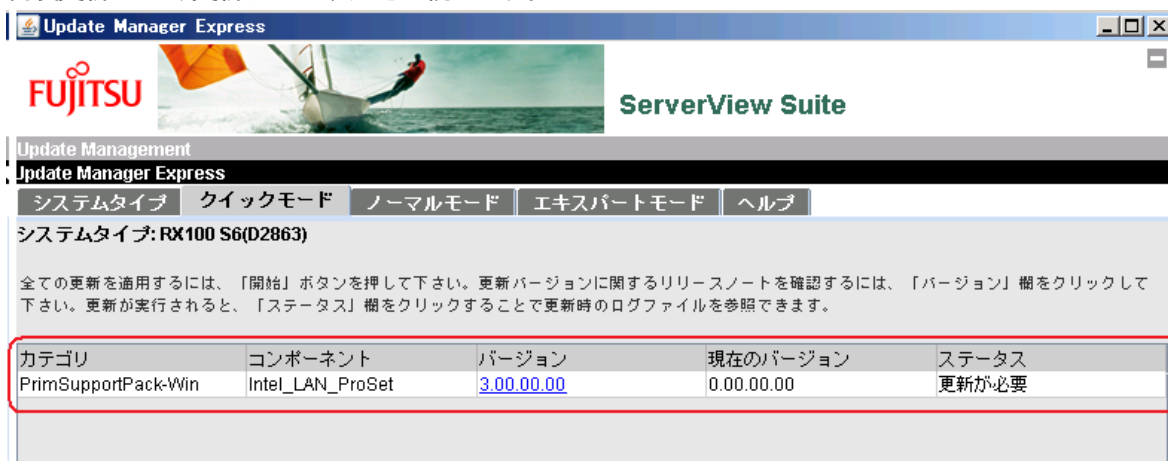 Update Manager Express
FUJITSU
ServerView Suite
Update Management
Update Manager Express
システムタイプ クイックモード ノーマルモード エキスパートモード ヘルプ
システムタイプ: RX100 S6(D2863)
全ての更新を適用するには、「開始」ボタンを押して下さい。更新バージョンに関するリリースノートを確認するには、「バージョン」欄をクリックして
下さい。更新が実行されると、「ステータス」欄をクリックすることで更新時のログファイルを参照できます。
カテゴリ コンポーネント バージョン 現在のバージョン ステータス
PrimSupportPack-Win Intel_LAN_ProSet 3.00.00.00 0.00.00.00 更新が必要